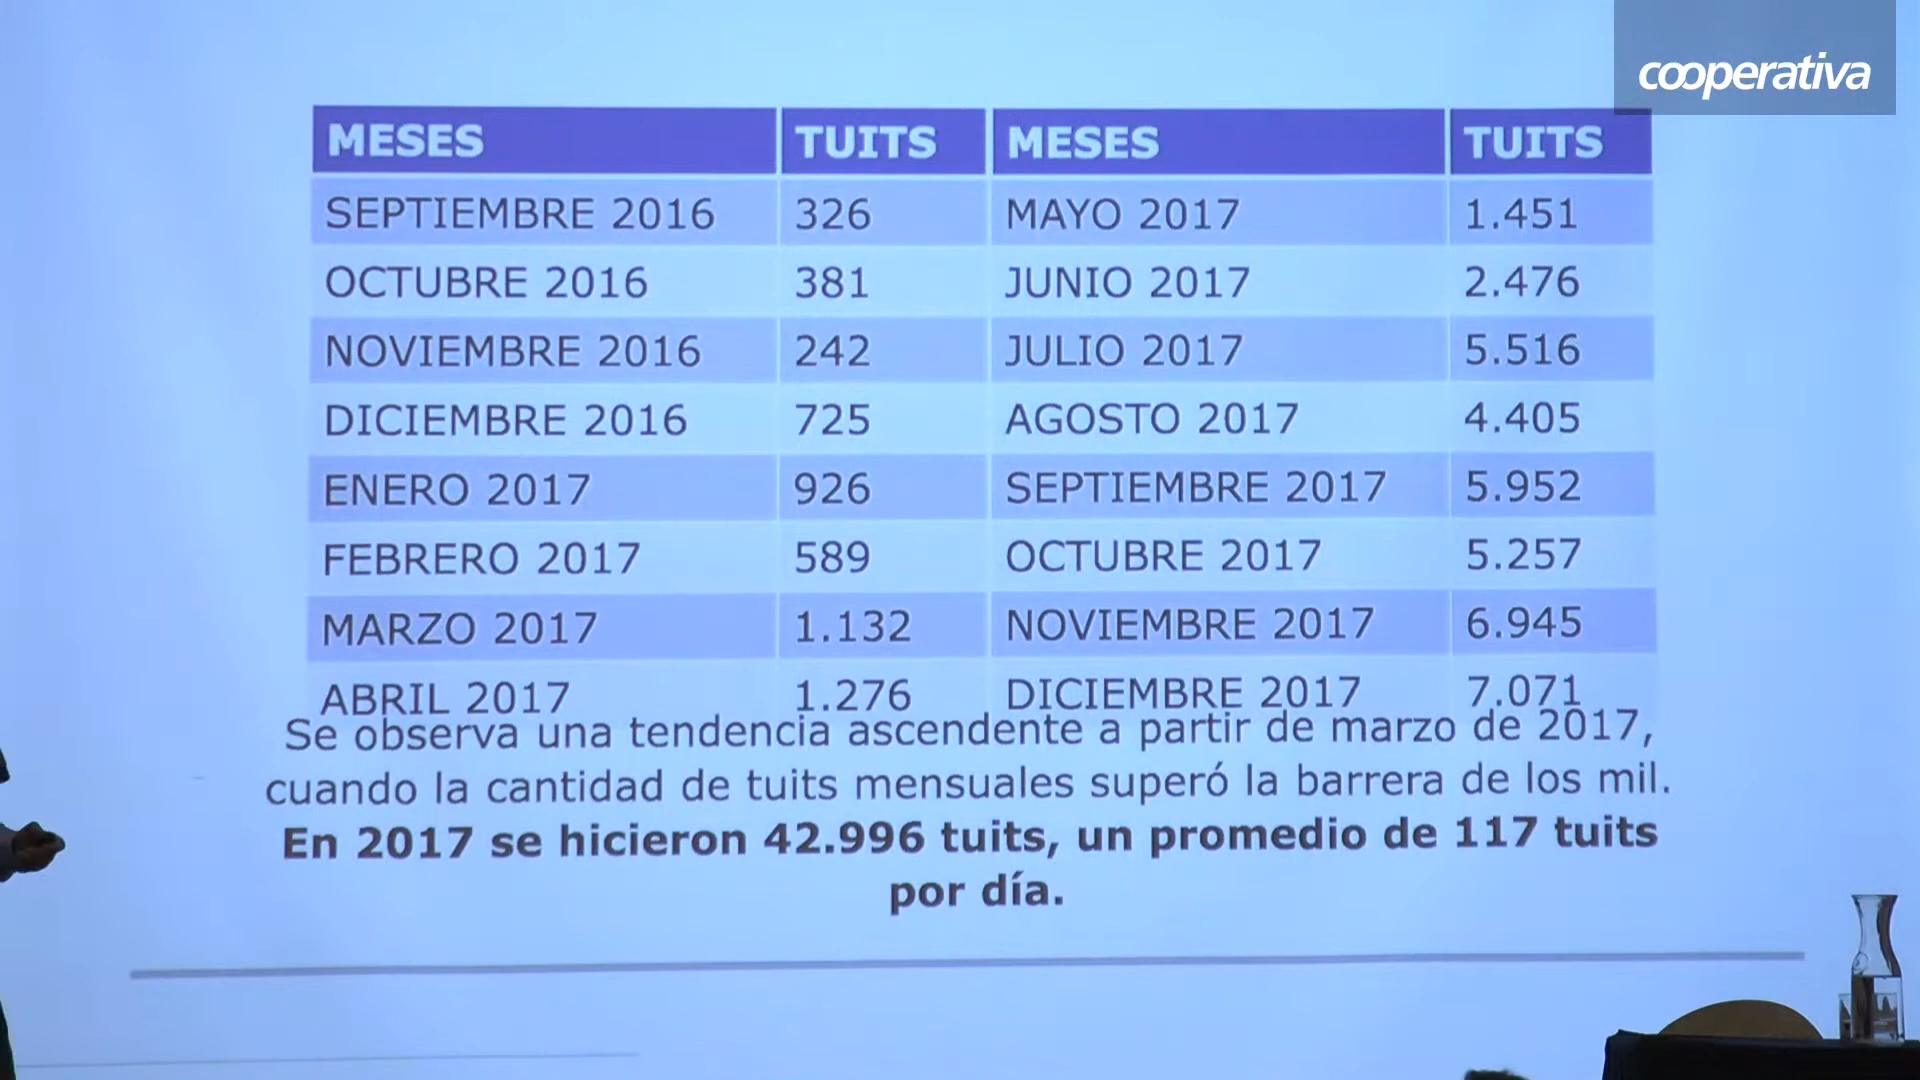 cooperativa
MESES TUITS MESES TUITS
SEPTIEMBRE 2016 326 MAYO 2017 1.451
OCTUBRE 2016 381 JUNIO 2017 2.476
NOVIEMBRE 2016 242 JULIO 2017 5.516
DICIEMBRE 2016 725 AGOSTO 2017 4.405
ENERO 2017 926 SEPTIEMBRE 2017 5.952
FEBRERO 2017 589 OCTUBRE 2017 5.257
MARZO 2017 1.132 NOVIEMBRE 2017 6.945
ABRIL 2017 1.276 DICIEMBRE 2017 7.071
Se observa una tendencia ascendente a partir de marzo de 2017,
cuando la cantidad de tuits mensuales superó la barrera de los mil.
En 2017 se hicieron 42.996 tuits, un promedio de 117 tuits
por día.